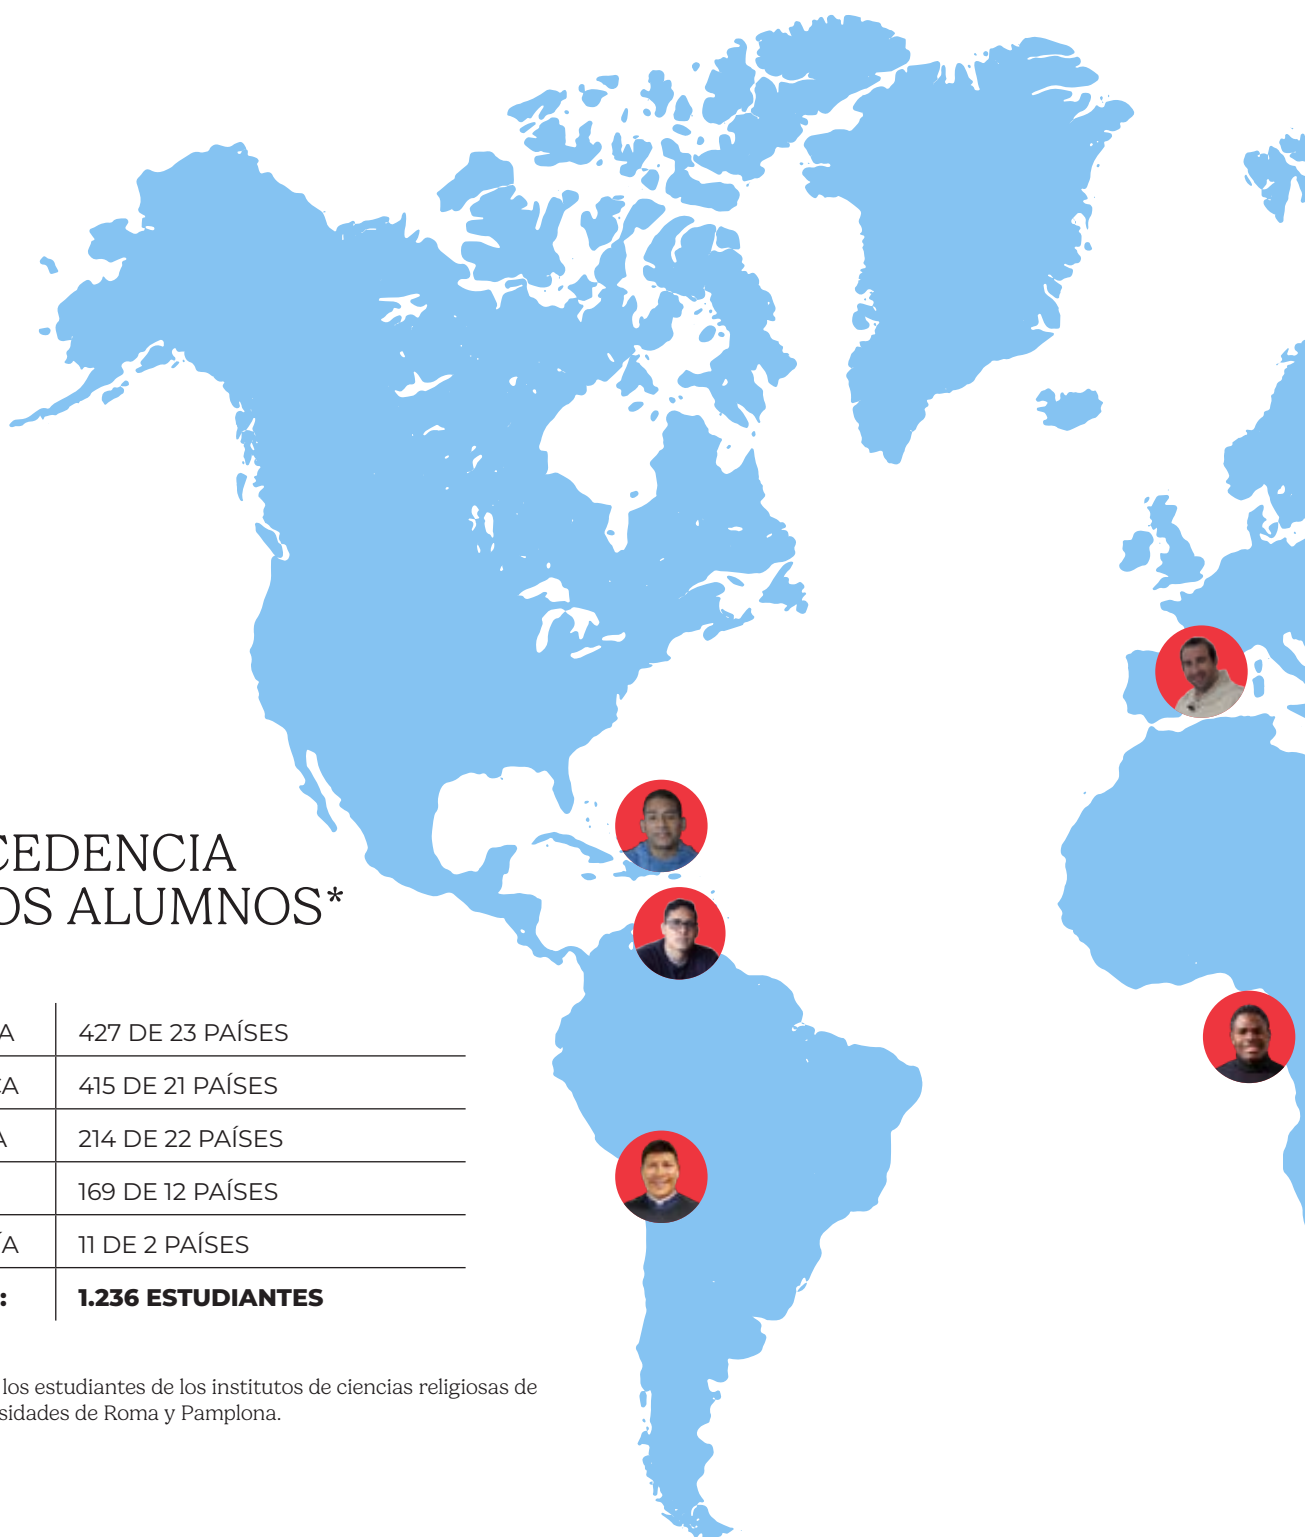 CEDENCIA
OS ALUMNOS*
A 427 DE 23 PAÍSES
CA 415 DE 21 PAÍSES
A 214 DE 22 PAÍSES
169 DE 12 PAÍSES
ÍA 11 DE 2 PAÍSES
: 1.236 ESTUDIANTES
los estudiantes de los institutos de ciencias religiosas de
sidades de Roma y Pamplona.